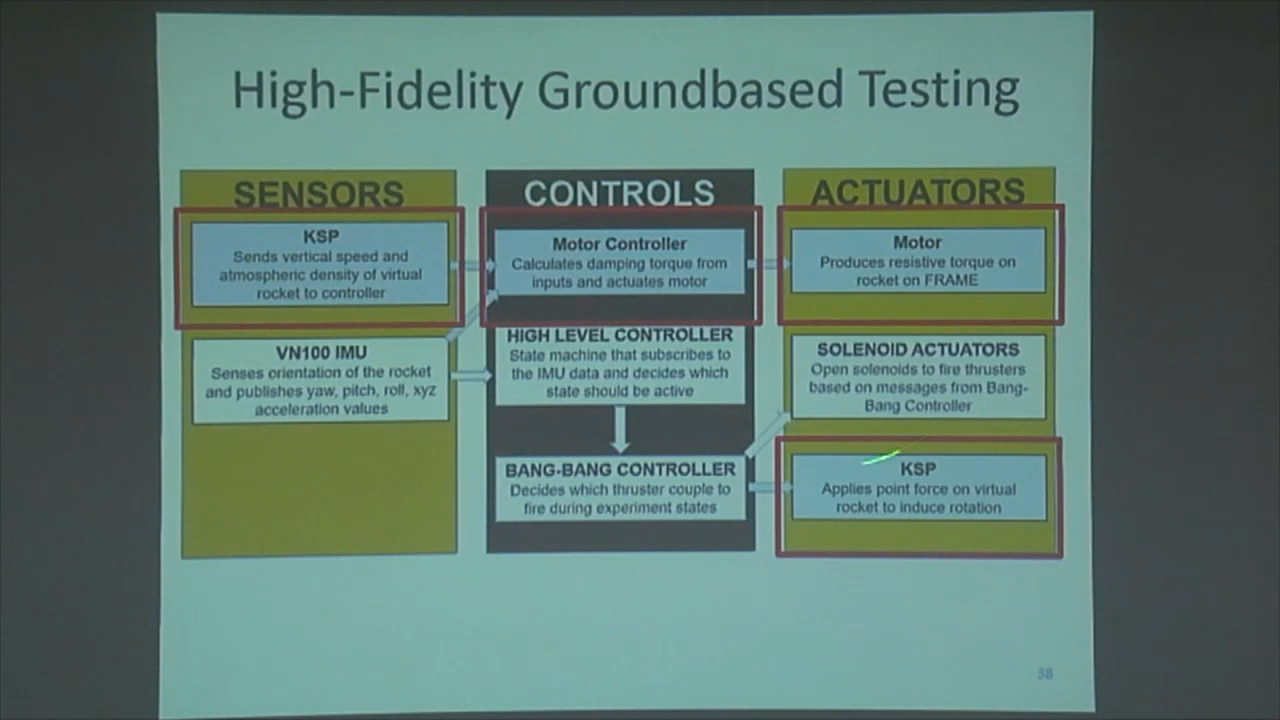 High-Fidelity Groundbased Testing
SENSORS
KSP
Sends vertical speed and
atmospheric density of virtual
rocket to controller
VN100 IMU
Senses orientation of the rocket
and publishes yaw, pitch, roll, xyz
acceleration values
CONTROLS
Motor Controller
Calculates damping torque from
inputs and actuates motor
HIGH LEVEL CONTROLLER
State machine that subscribes to
the IMU data and decides which
state should be active
BANG-BANG CONTROLLER
Decides which thruster couple to
fire during experiment states
ACTUATORS
Motor
Produces resistive torque on
rocket on FRAME
SOLENOID ACTUATORS
Open solenoids to fire thrusters
based on messages from Bang-
Bang Controller
KSP
Applies point force on virtual
rocket to induce rotation